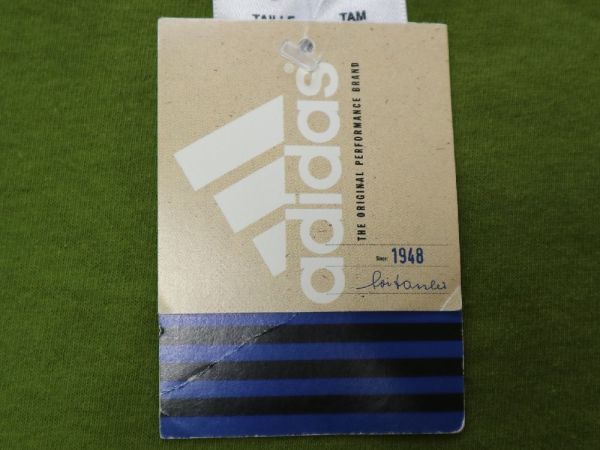 TAILLE TAM
adidas
THE ORIGINAL PERFORMANCE BRAND
Since: 1948